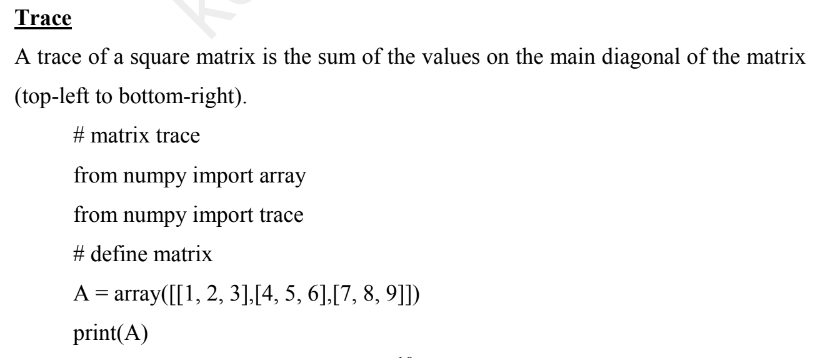 Trace
A trace of a square matrix is the sum of the values on the main diagonal of the matrix
(top-left to bottom-right).
# matrix trace
from numpy import array
from numpy import trace
# define matrix
A = array([[1, 2, 3],[4, 5, 6],[7, 8, 9]])
print(A)